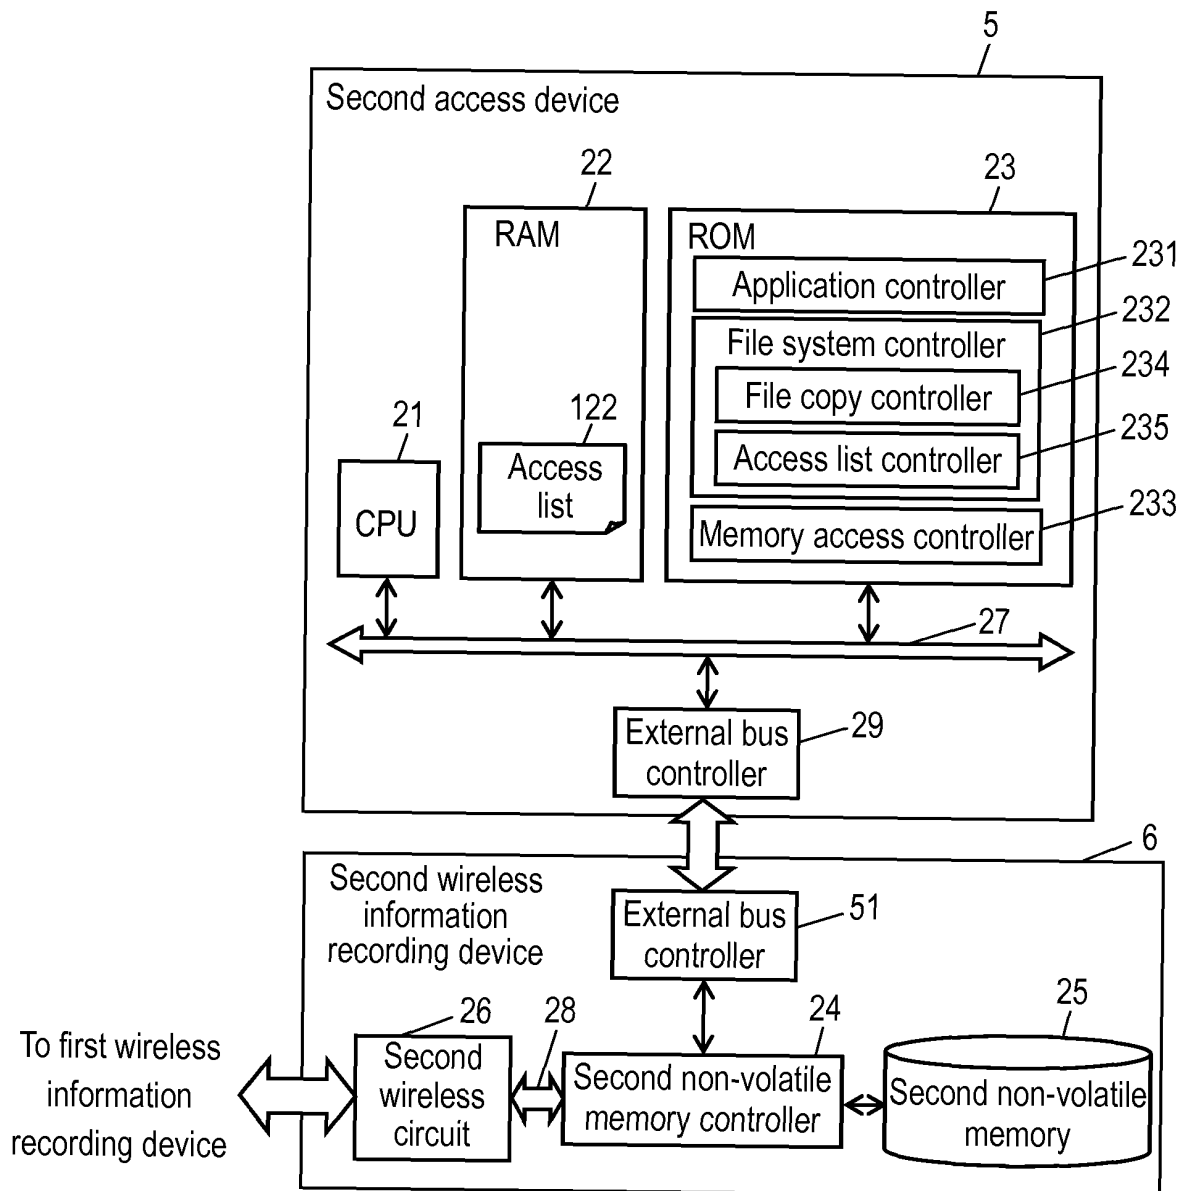 5
Second access device
22
RAM
23
ROM
231
Application controller
232
File system controller
234
File copy controller
235
Access list controller
233
Memory access controller
21
CPU
122
Access
list
27
External bus
controller
29
6
Second wireless
information
recording device
External bus
controller
51
To first wireless
information
recording device
26
Second
wireless
circuit
28
24
Second non-volatile
memory controller
25
Second non-volatile
memory